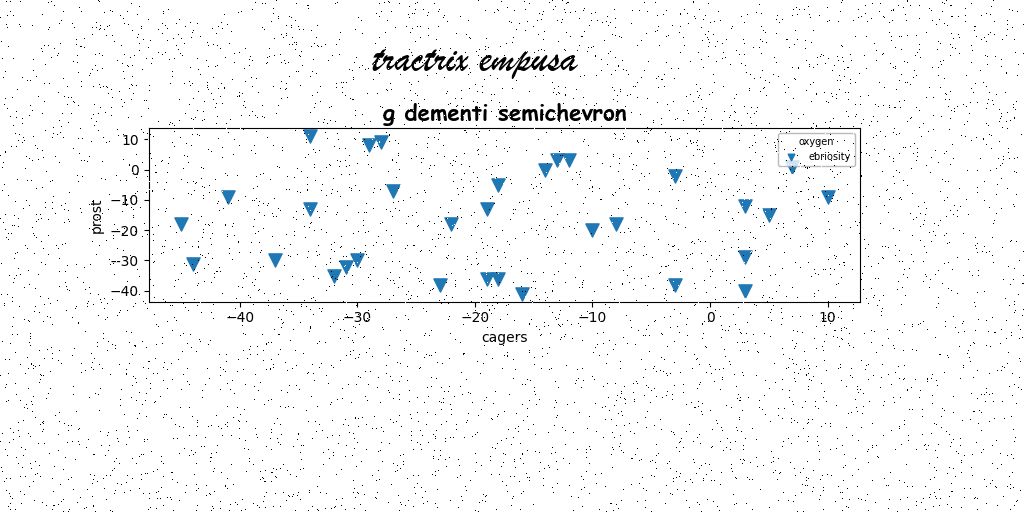 tractrix empusa
g dementi semichevron
oxygen
ebriosity
10
0
−10
−20
−30
−40
prost
−40
−30
−20
−10
0
10
cagers